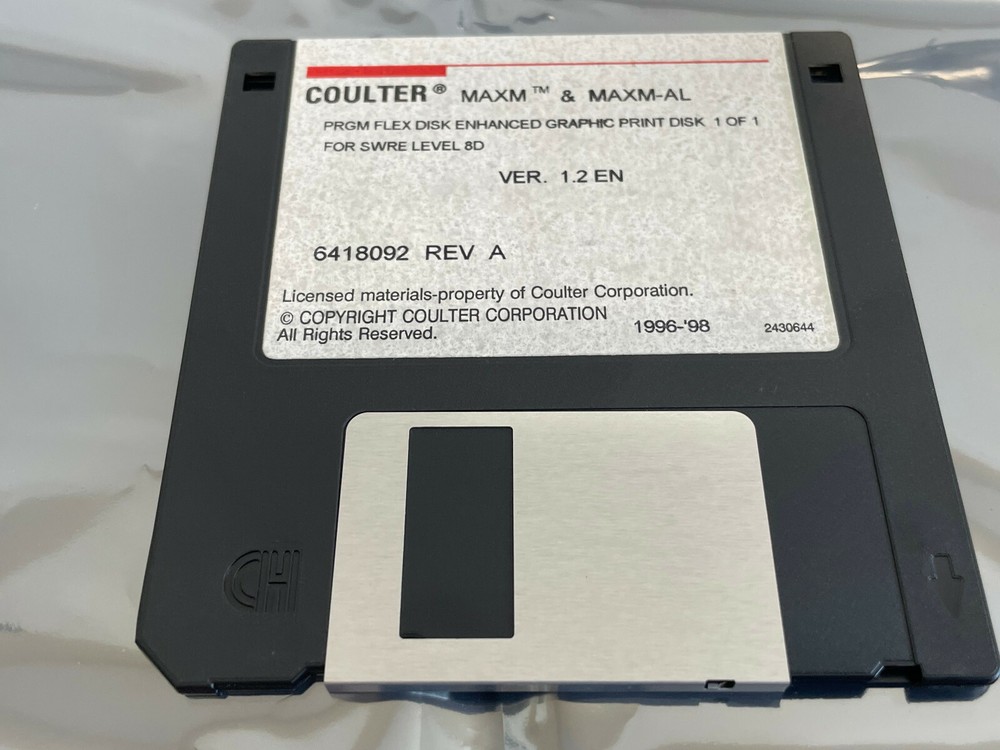 COULTER® MAXM™ & MAXM-AL
PRGM FLEX DISK ENHANCED GRAPHIC PRINT DISK 1 OF 1
FOR SWRE LEVEL 8D
VER. 1.2 EN
6418092 REV A
Licensed materials-property of Coulter Corporation.
© COPYRIGHT COULTER CORPORATION
All Rights Reserved. 1996-'98 2430644
HD